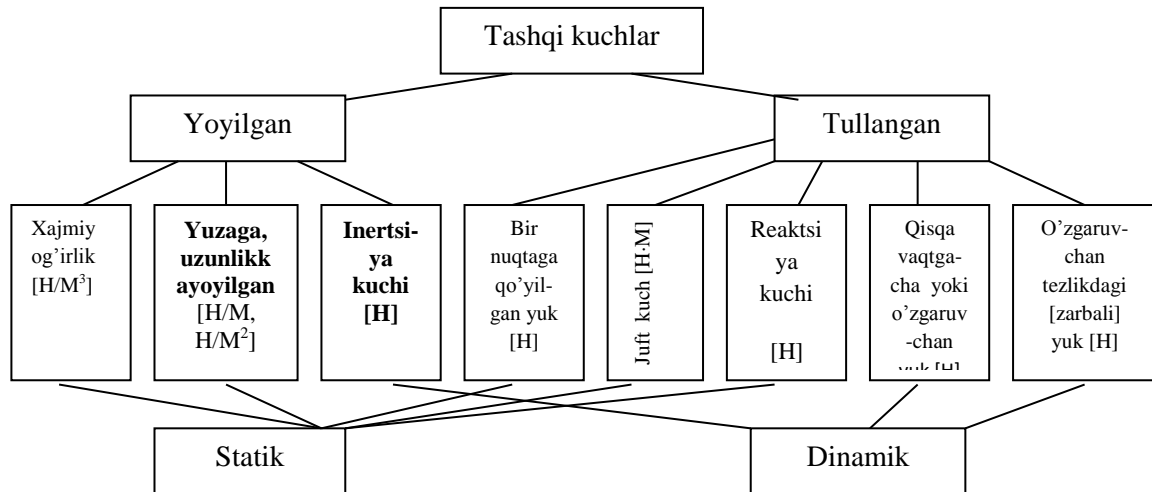 Tashqi kuchlar
Yoyilgan
Tullangan
Xajmiy
og’irlik
[H/M³]
Yuzaga,
uzunlikk
ayoyilgan
[H/M,
H/M²]
Inertsi-
ya
kuchi
[H]
Bir
nuqtaga
qo’yil-
gan yuk
[H]
Juft kuch [H·M]
Reaktsi
ya
kuchi
[H]
Qisqa
vaqtga-
cha yoki
o’zgaruv
-chan
yuk [H]
O’zgaruv-
chan
tezlikdagi
[zarbali]
yuk [H]
Statik
Dinamik